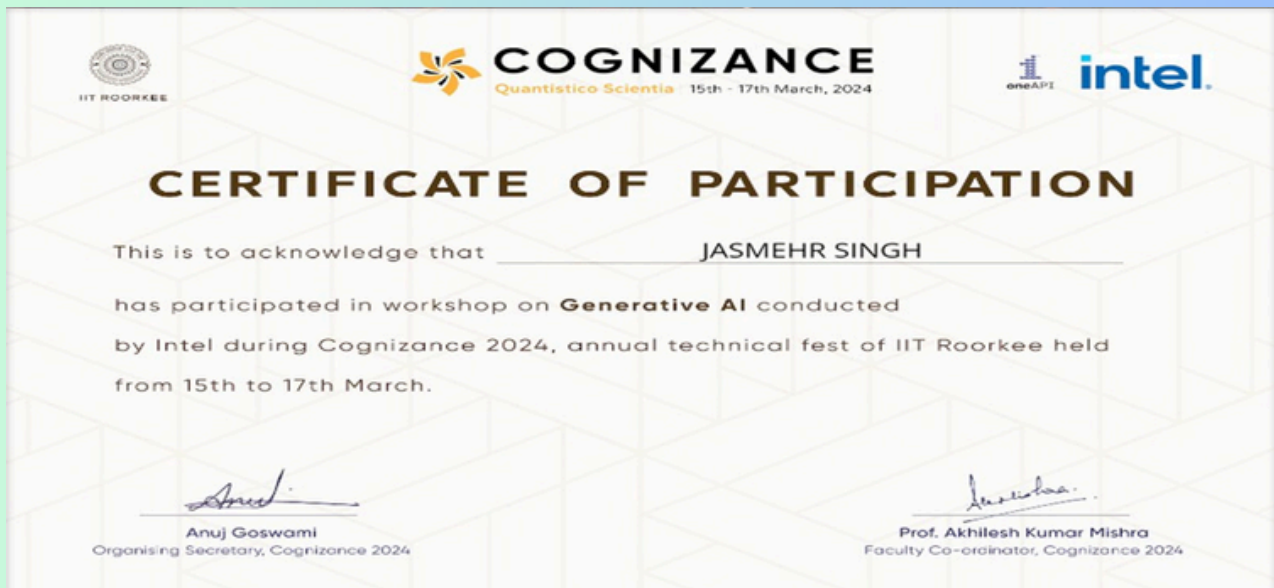 IIT ROORKEE
COGNIZANCE
Quantistico Scientia 15th - 17th March, 2024
oneAPI
intel.
CERTIFICATE OF PARTICIPATION
This is to acknowledge that JASMEHR SINGH
has participated in workshop on Generative AI conducted
by Intel during Cognizance 2024, annual technical fest of IIT Roorkee held
from 15th to 17th March.
Anuj Goswami
Organising Secretary, Cognizance 2024
Prof. Akhilesh Kumar Mishra
Faculty Co-ordinator, Cognizance 2024